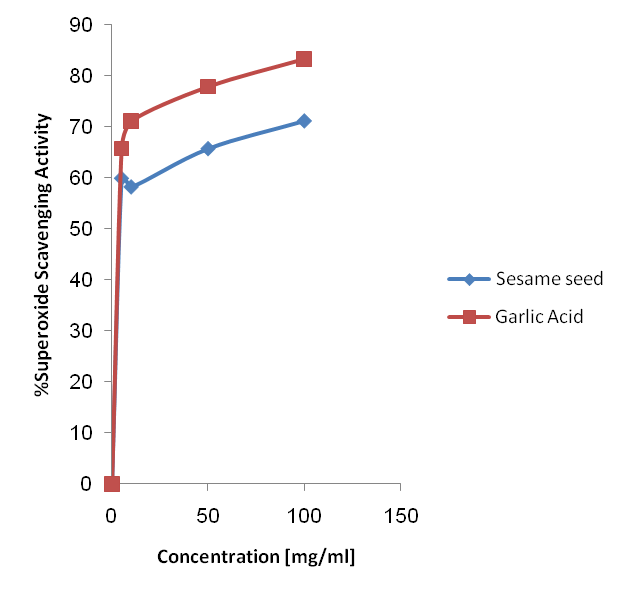 90
80
70
60
50
40
30
20
10
0
%Superoxide Scavenging Activity
0 50 100 150
Concentration [mg/ml]
Sesame seed
Garlic Acid